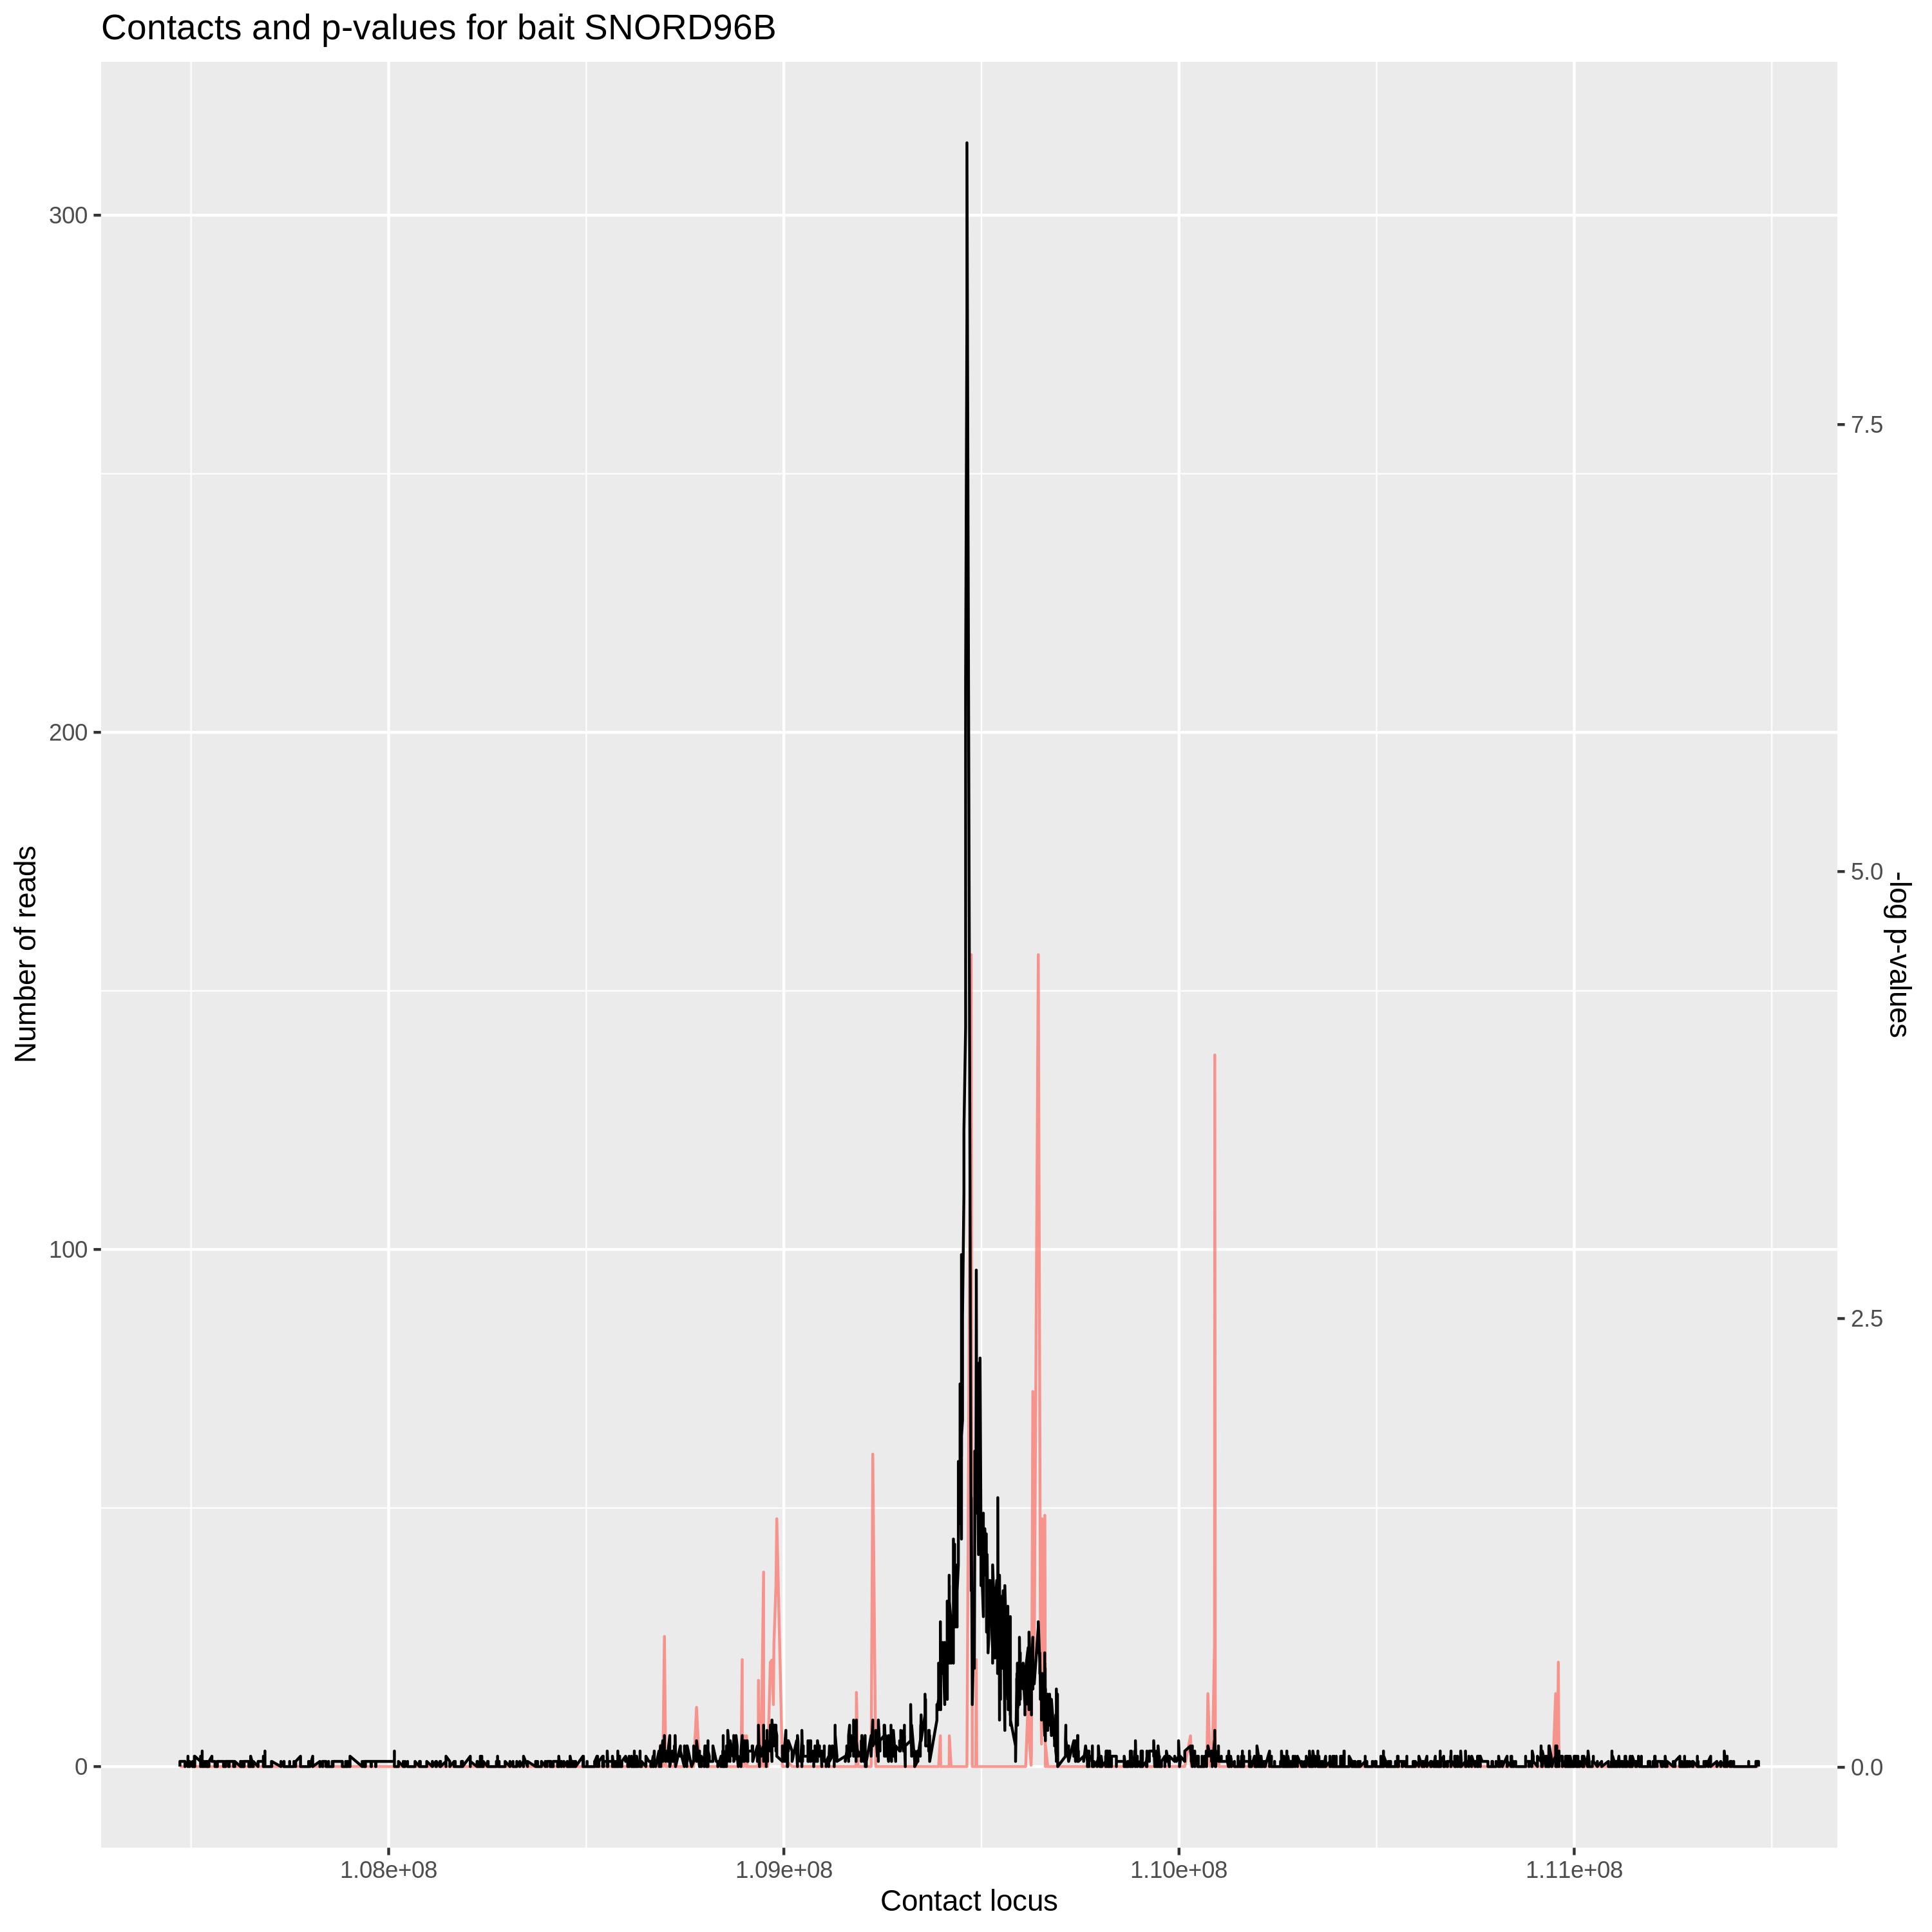 Contacts and p-values for bait SNORD96B
300
200
100
0
Number of reads
7.5
5.0
2.5
0.0
-log p-values
1.08e+08
1.09e+08
1.10e+08
1.11e+08
Contact locus